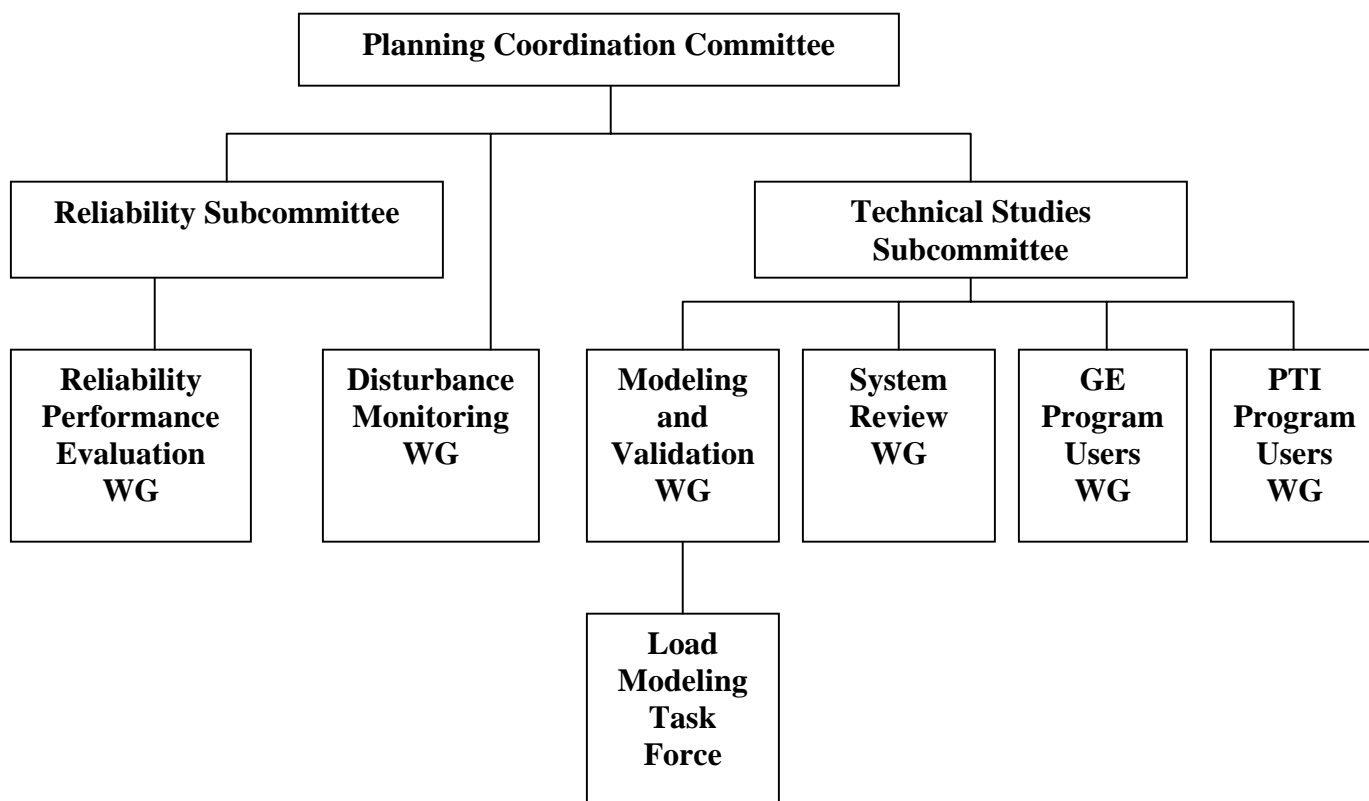 Planning Coordination Committee
Reliability Subcommittee
Technical Studies
Subcommittee
Reliability
Performance
Evaluation
WG
Disturbance
Monitoring
WG
Modeling
and
Validation
WG
System
Review
WG
GE
Program
Users
WG
PTI
Program
Users
WG
Load
Modeling
Task
Force